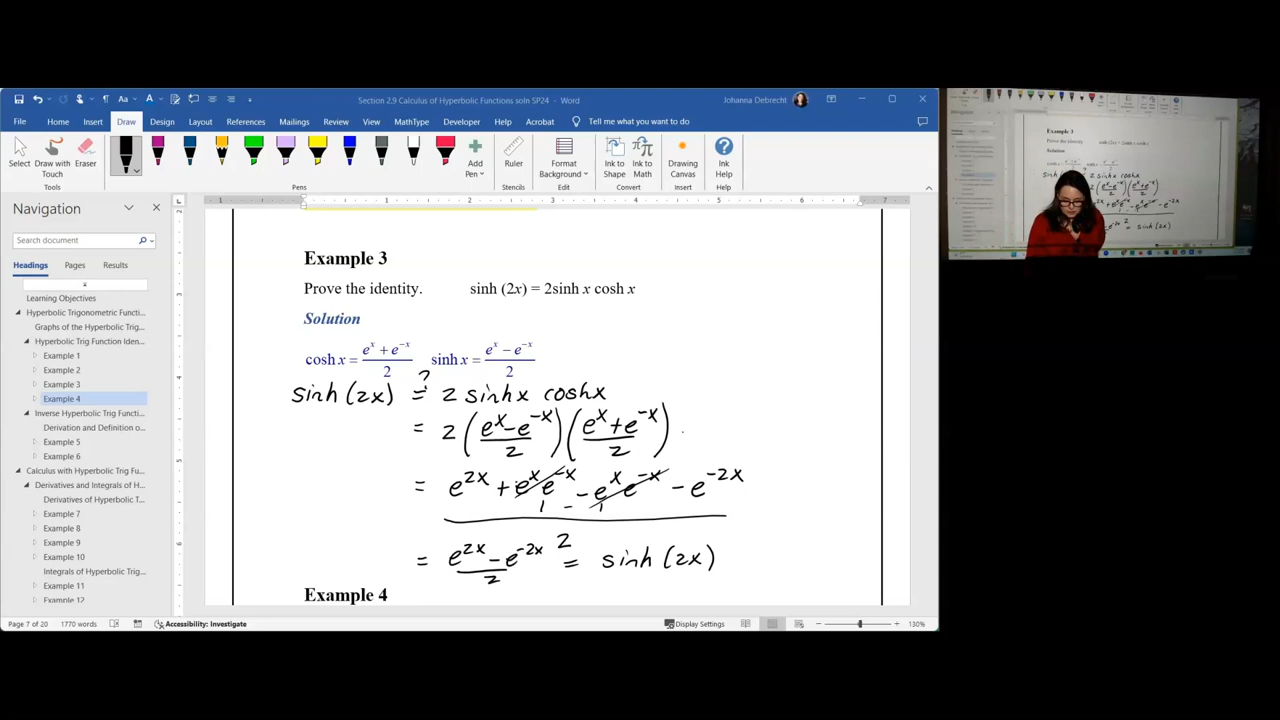 Section 2.9 Calculus of Hyperbolic Functions soln SP24 - Word
Johanna Debrecht
File Home Insert Draw Design Layout References Mailings Review View MathType Developer Help Acrobat Tell me what you want to do
Select Draw with Touch Eraser Add Pen Ruler Format Background Ink to Shape Ink to Math Drawing Canvas Ink Help
Tools Pens Stencils Edit Convert Insert Help
Navigation
Search document
Headings Pages Results
Learning Objectives
Hyperbolic Trigonometric Functi...
Graphs of the Hyperbolic Trig...
Hyperbolic Trig Function Iden...
Example 1
Example 2
Example 3
Example 4
Inverse Hyperbolic Trig Functi...
Derivation and Definition o...
Example 5
Example 6
Calculus with Hyperbolic Trig Fun...
Derivatives and Integrals of H...
Derivatives of Hyperbolic T...
Example 7
Example 8
Example 9
Example 10
Integrals of Hyperbolic Trig...
Example 11
Example 12
Example 3
Prove the identity. sinh (2x) = 2sinh x cosh x
Solution
cosh x = (e^x + e^-x)/2 sinh x = (e^x − e^-x)/2
sinh (2x) ?= 2 sinhx coshx
= 2 ((e^x - e^-x)/2) ((e^x + e^-x)/2)
= (e^2x + e^x e^-x - e^x e^-x - e^-2x)/2
1 - 1
= (e^2x - e^-2x)/2 = sinh (2x)
Example 4
Page 7 of 20 1770 words Accessibility: Investigate Display Settings 130%
Example 3
Solution